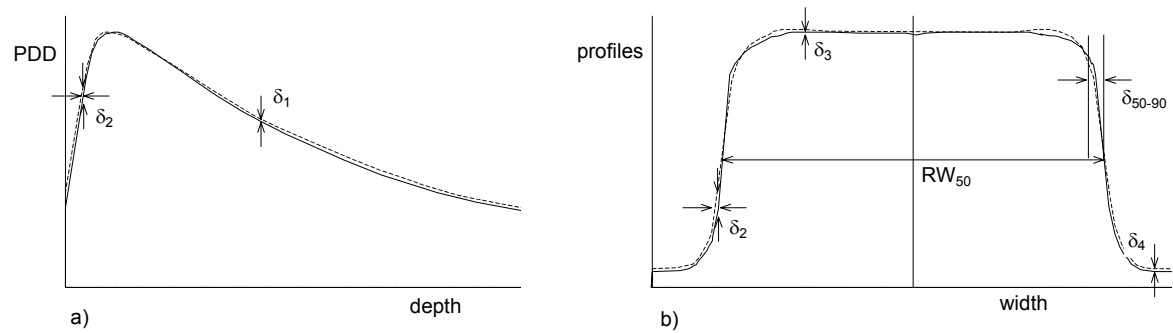 PDD
δ1
δ2
depth
a)
profiles
δ3
δ50-90
RW50
δ2
δ4
width
b)